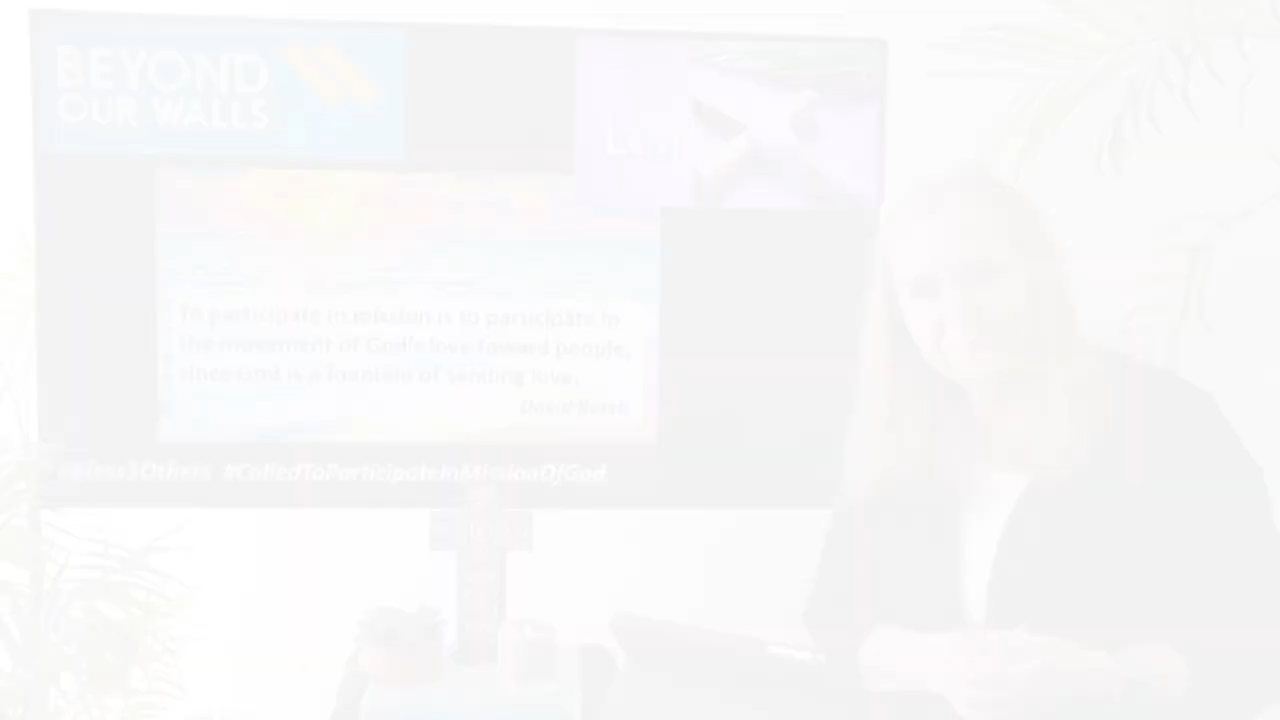 BEYOND
OUR WALLS
To participate in mission is to participate in
the movement of God's love toward people,
since God is a fountain of sending love.
David Bosch
#Bless3Others #CalledToParticipateInMissionOfGod